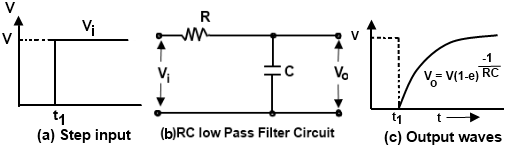 V
V
Vi
t1
(a) Step input
R
Vi
C
Vo
(b)RC low Pass Filter Circuit
V
Vo = V(1-e) -1/RC
t1
t
(c) Output waves